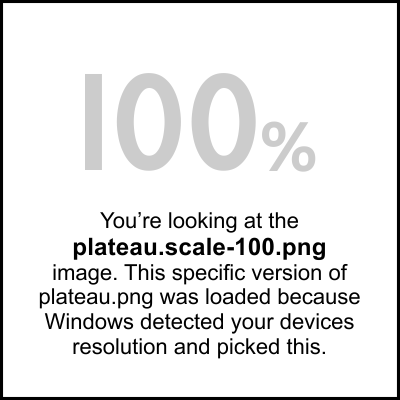 100%
You’re looking at the
plateau.scale-100.png
image. This specific version of
plateau.png was loaded because
Windows detected your devices
resolution and picked this.